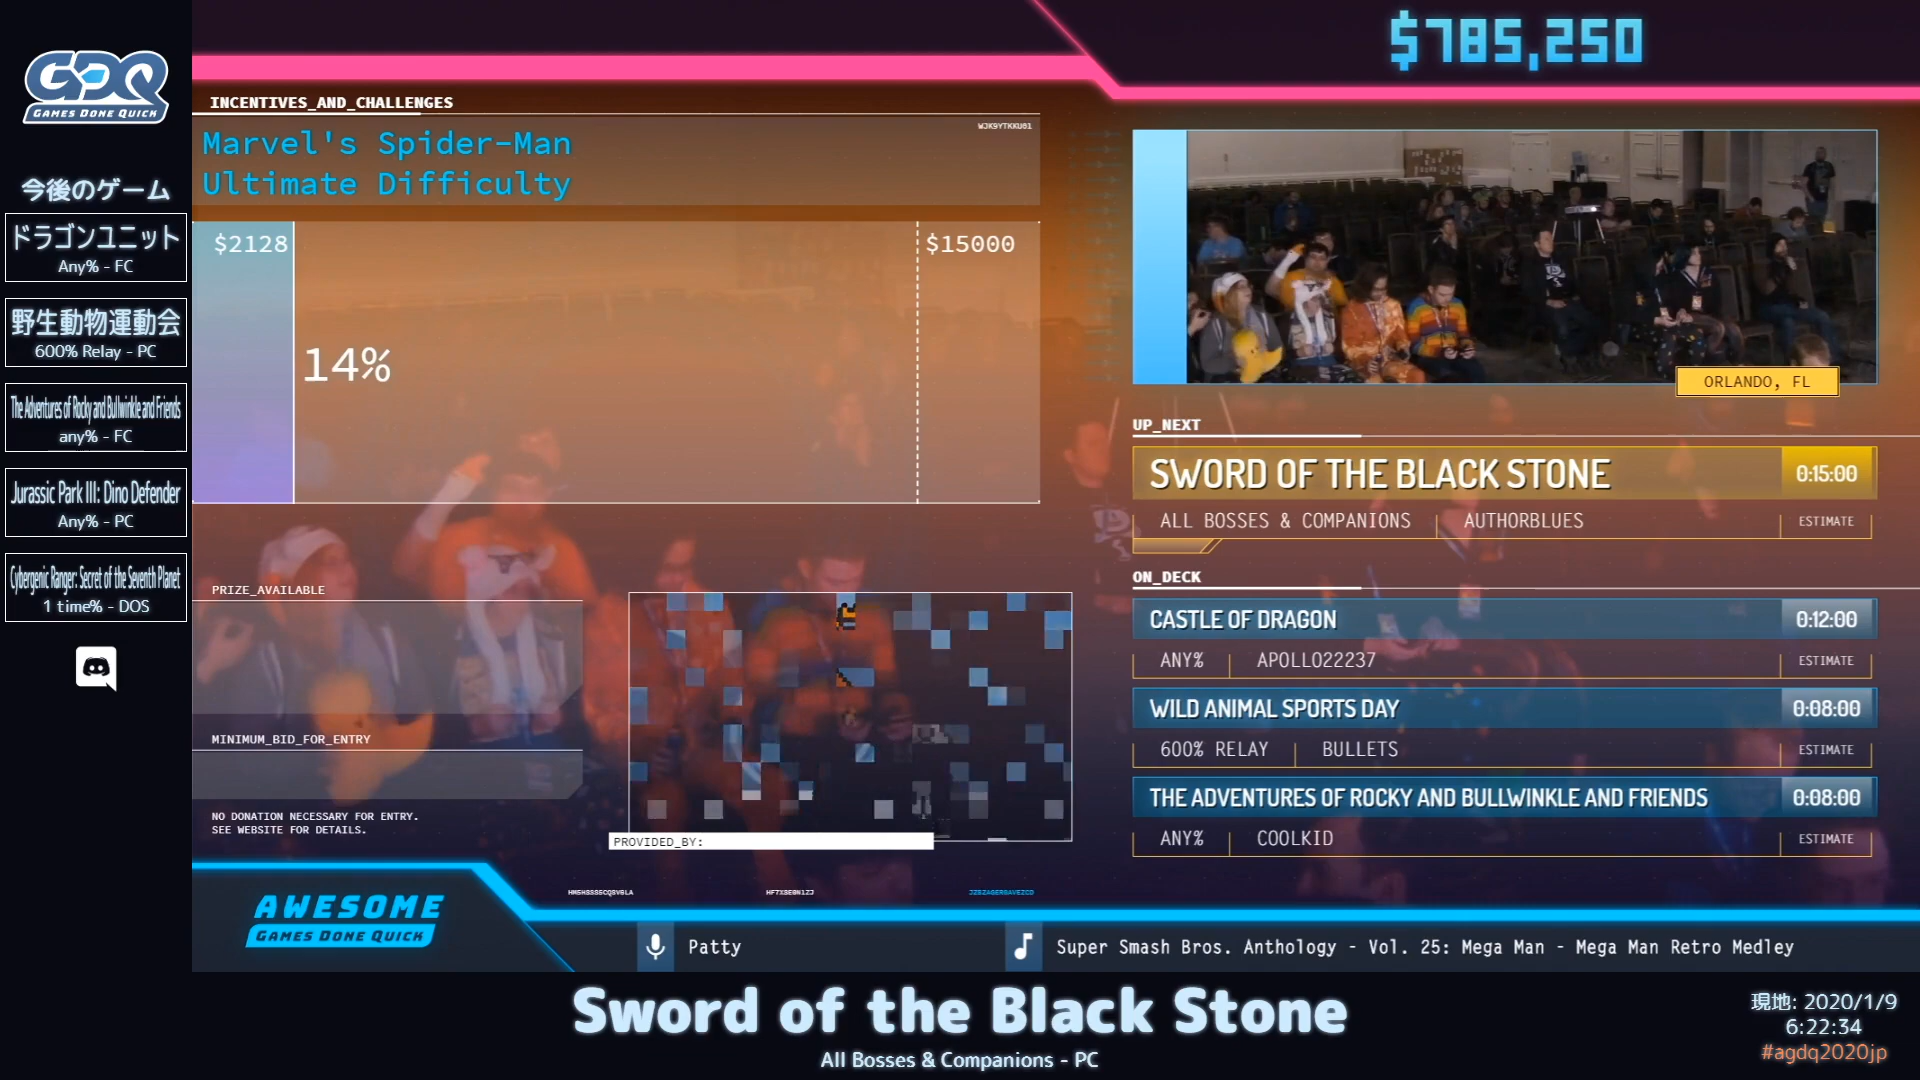 GDQ
GAMES DONE QUICK
今後のゲーム
ドラゴンユニット
Any% - FC
野生動物運動会
600% Relay - PC
The Adventures of Rocky and Bullwinkle and Friends
any% - FC
Jurassic Park III: Dino Defender
Any% - PC
Cybergenic Ranger: Secret of the Seventh Planet
1 time% - DOS
$785,250
INCENTIVES_AND_CHALLENGES
Marvel's Spider-Man
Ultimate Difficulty
$2128
$15000
14%
PRIZE_AVAILABLE
MINIMUM_BID_FOR_ENTRY
NO DONATION NECESSARY FOR ENTRY.
SEE WEBSITE FOR DETAILS.
PROVIDED_BY:
ORLANDO, FL
UP_NEXT
SWORD OF THE BLACK STONE 0:15:00
ALL BOSSES & COMPANIONS AUTHORBLUES ESTIMATE
ON_DECK
CASTLE OF DRAGON 0:12:00
ANY% APOLLO22237 ESTIMATE
WILD ANIMAL SPORTS DAY 0:08:00
600% RELAY BULLETS ESTIMATE
THE ADVENTURES OF ROCKY AND BULLWINKLE AND FRIENDS 0:08:00
ANY% COOLKID ESTIMATE
AWESOME
GAMES DONE QUICK
Patty
Super Smash Bros. Anthology - Vol. 25: Mega Man - Mega Man Retro Medley
Sword of the Black Stone
All Bosses & Companions - PC
現地: 2020/1/9
6:22:34
#agdq2020jp